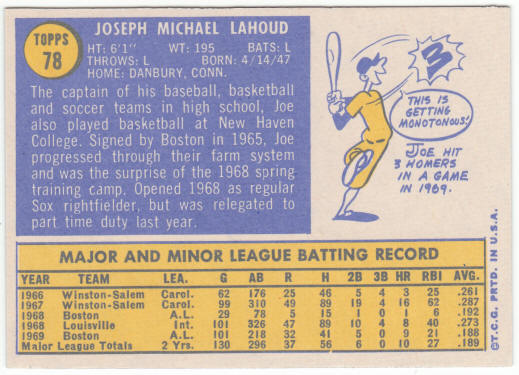 TOPPS
78
JOSEPH MICHAEL LAHOUD
HT: 6'1" WT: 195 BATS: L
THROWS: L BORN: 4/14/47
HOME: DANBURY, CONN.
The captain of his baseball, basketball
and soccer teams in high school, Joe
also played basketball at New Haven
College. Signed by Boston in 1965, Joe
progressed through their farm system
and was the surprise of the 1968 spring
training camp. Opened 1968 as regular
Sox rightfielder, but was relegated to
part time duty last year.
3
THIS IS
GETTING
MONOTONOUS!
JOE HIT
3 HOMERS
IN A GAME
IN 1969.
MAJOR AND MINOR LEAGUE BATTING RECORD
YEAR TEAM LEA. G AB R H 2B 3B HR RBI AVG.
1966 Winston-Salem Carol. 62 176 25 46 5 4 3 25 .261
1967 Winston-Salem Carol. 99 310 49 89 19 4 16 62 .287
1968 Boston A.L. 29 78 5 15 1 0 1 6 .192
1968 Louisville Int. 101 326 47 89 10 4 8 40 .273
1969 Boston A.L. 101 218 32 41 5 0 9 21 .188
Major League Totals 2 Yrs. 130 296 37 56 6 0 10 27 .189
©T.C.G. PRTD. IN U.S.A.